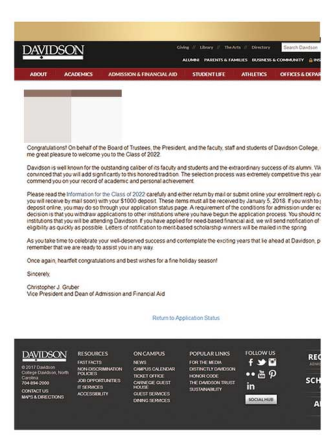 DAVIDSON
Giving // Library // The Arts // Directory Search Davidson
ALUMNI PARENTS & FAMILIES BUSINESS & COMMUNITY
ABOUT ACADEMICS ADMISSION & FINANCIAL AID STUDENT LIFE ATHLETICS OFFICES & DEPAR
Congratulations! On behalf of the Board of Trustees, the President, and the faculty, staff and students of Davidson College,
me great pleasure to welcome you to the Class of 2022.
Davidson is well known for the outstanding caliber of its faculty and students and the extraordinary success of its alumni. We
convinced that you will add significantly to this honored tradition. The selection process was extremely competitive this year
commend you on your record of academic and personal achievement.
Please read the Information for the Class of 2022 carefully and either return by mail or submit online your enrollment reply c
you will receive by mail soon) with your $1000 deposit. These items must all be received by January 5, 2018. If you wish to p
deposit online, you may do so through your application status page. A requirement of the conditions for admission under ea
decision is that you withdraw applications to other institutions where you have begun the application process. You should no
institutions that you will be attending Davidson. If you have applied for need-based financial aid, we will send notification of
eligibility as quickly as possible. Letters of notification to merit-based scholarship winners will be mailed in the spring.
As you take time to celebrate your well-deserved success and contemplate the exciting years that lie ahead at Davidson, p
remember that we are ready to assist you in any way.
Once again, heartfelt congratulations and best wishes for a fine holiday season!
Sincerely,
Christopher J. Gruber
Vice President and Dean of Admission and Financial Aid
Return to Application Status
DAVIDSON
© 2017 Davidson
College Davidson, North
Carolina
704-894-2000
CONTACT US
MAPS & DIRECTIONS
RESOURCES
FAST FACTS
NON-DISCRIMINATION
POLICIES
JOB OPPORTUNITIES
IT SERVICES
ACCESSIBILITY
ON CAMPUS
NEWS
CAMPUS CALENDAR
TICKET OFFICE
CARNEGIE GUEST
HOUSE
GUEST SERVICES
DINING SERVICES
POPULAR LINKS
FOR THE MEDIA
DISTINCTLY DAVIDSON
HONOR CODE
THE DAVIDSON TRUST
SUSTAINABILITY
FOLLOW US
SOCIAL HUB
REC
SCH